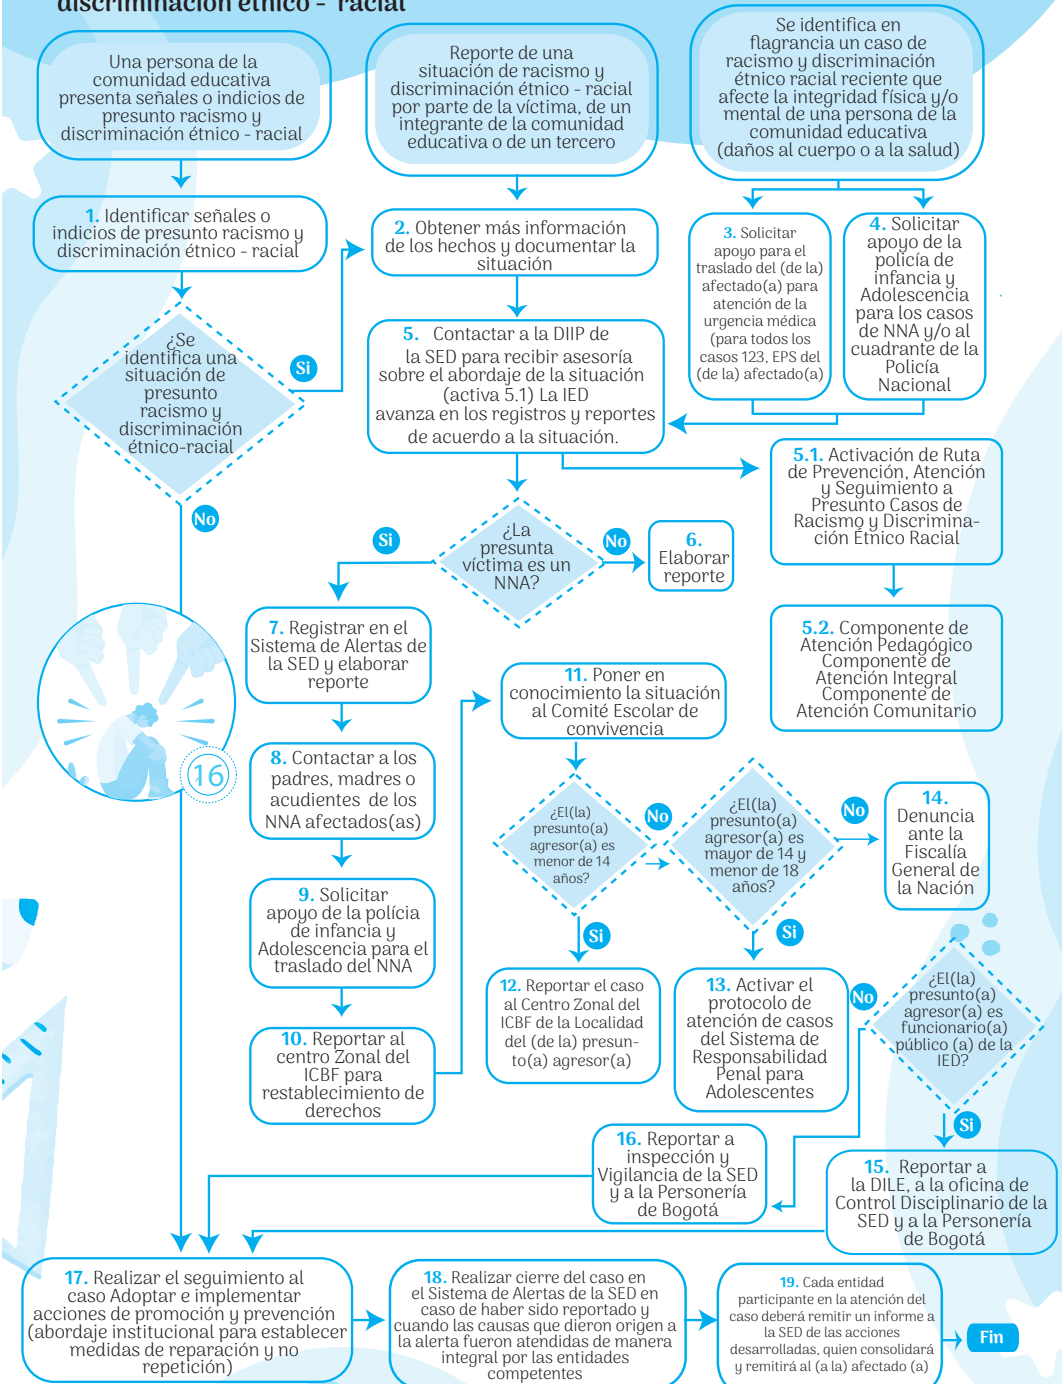 discriminación étnico - racial
Una persona de la
comunidad educativa
presenta señales o indicios de
presunto racismo y
discriminación étnico - racial
Reporte de una
situación de racismo y
discriminación étnico - racial
por parte de la víctima, de un
integrante de la comunidad
educativa o de un tercero
Se identifica en
flagrancia un caso de
racismo y discriminación
étnico racial reciente que
afecte la integridad física y/o
mental de una persona de la
comunidad educativa
(daños al cuerpo o a la salud)
1. Identificar señales o
indicios de presunto racismo y
discriminación étnico - racial
2. Obtener más información
de los hechos y documentar la
situación
3. Solicitar
apoyo para el
traslado del (de la)
afectado(a) para
atención de la
urgencia médica
(para todos los
casos 123, EPS del
(de la) afectado(a)
4. Solicitar
apoyo de la
policía de
infancia y
Adolescencia
para los casos
de NNA y/o al
cuadrante de la
Policía
Nacional
¿Se
identifica una
situación de
presunto
racismo y
discriminación
étnico-racial
Si
No
5. Contactar a la DIIP de
la SED para recibir asesoría
sobre el abordaje de la situación
(activa 5.1) La IED
avanza en los registros y reportes
de acuerdo a la situación.
5.1. Activación de Ruta
de Prevención, Atención
y Seguimiento a
Presunto Casos de
Racismo y Discrimina-
ción Étnico Racial
¿La
presunta
víctima es un
NNA?
Si
No
6.
Elaborar
reporte
5.2. Componente de
Atención Pedagógico
Componente de
Atención Integral
Componente de
Atención Comunitario
7. Registrar en el
Sistema de Alertas de
la SED y elaborar
reporte
8. Contactar a los
padres, madres o
acudientes de los
NNA afectados(as)
9. Solicitar
apoyo de la polícia
de infancia y
Adolescencia para el
traslado del NNA
10. Reportar al
centro Zonal del
ICBF para
restablecimiento de
derechos
11. Poner en
conocimiento la situación
al Comité Escolar de
convivencia
16
¿El(la)
presunto(a)
agresor(a) es
menor de 14
años?
No
Si
¿El(la)
presunto(a)
agresor(a) es
mayor de 14 y
menor de 18
años?
No
Si
14.
Denuncia
ante la
Fiscalía
General de
la Nación
12. Reportar el caso
al Centro Zonal del
ICBF de la Localidad
del (de la) presun-
to(a) agresor(a)
13. Activar el
protocolo de
atención de casos
del Sistema de
Responsabilidad
Penal para
Adolescentes
¿El(la)
presunto(a)
agresor(a) es
funcionario(a)
público (a) de la
IED?
No
Si
16. Reportar a
inspección y
Vigilancia de la SED
y a la Personería
de Bogotá
15. Reportar a
la DILE, a la oficina de
Control Disciplinario de la
SED y a la Personería
de Bogotá
17. Realizar el seguimiento al
caso Adoptar e implementar
acciones de promoción y prevención
(abordaje institucional para establecer
medidas de reparación y no
repetición)
18. Realizar cierre del caso en
el Sistema de Alertas de la SED en
caso de haber sido reportado y
cuando las causas que dieron origen a
la alerta fueron atendidas de manera
integral por las entidades
competentes
19. Cada entidad
participante en la atención del
caso deberá remitir un informe a
la SED de las acciones
desarrolladas, quien consolidará
y remitirá al (a la) afectado (a)
Fin